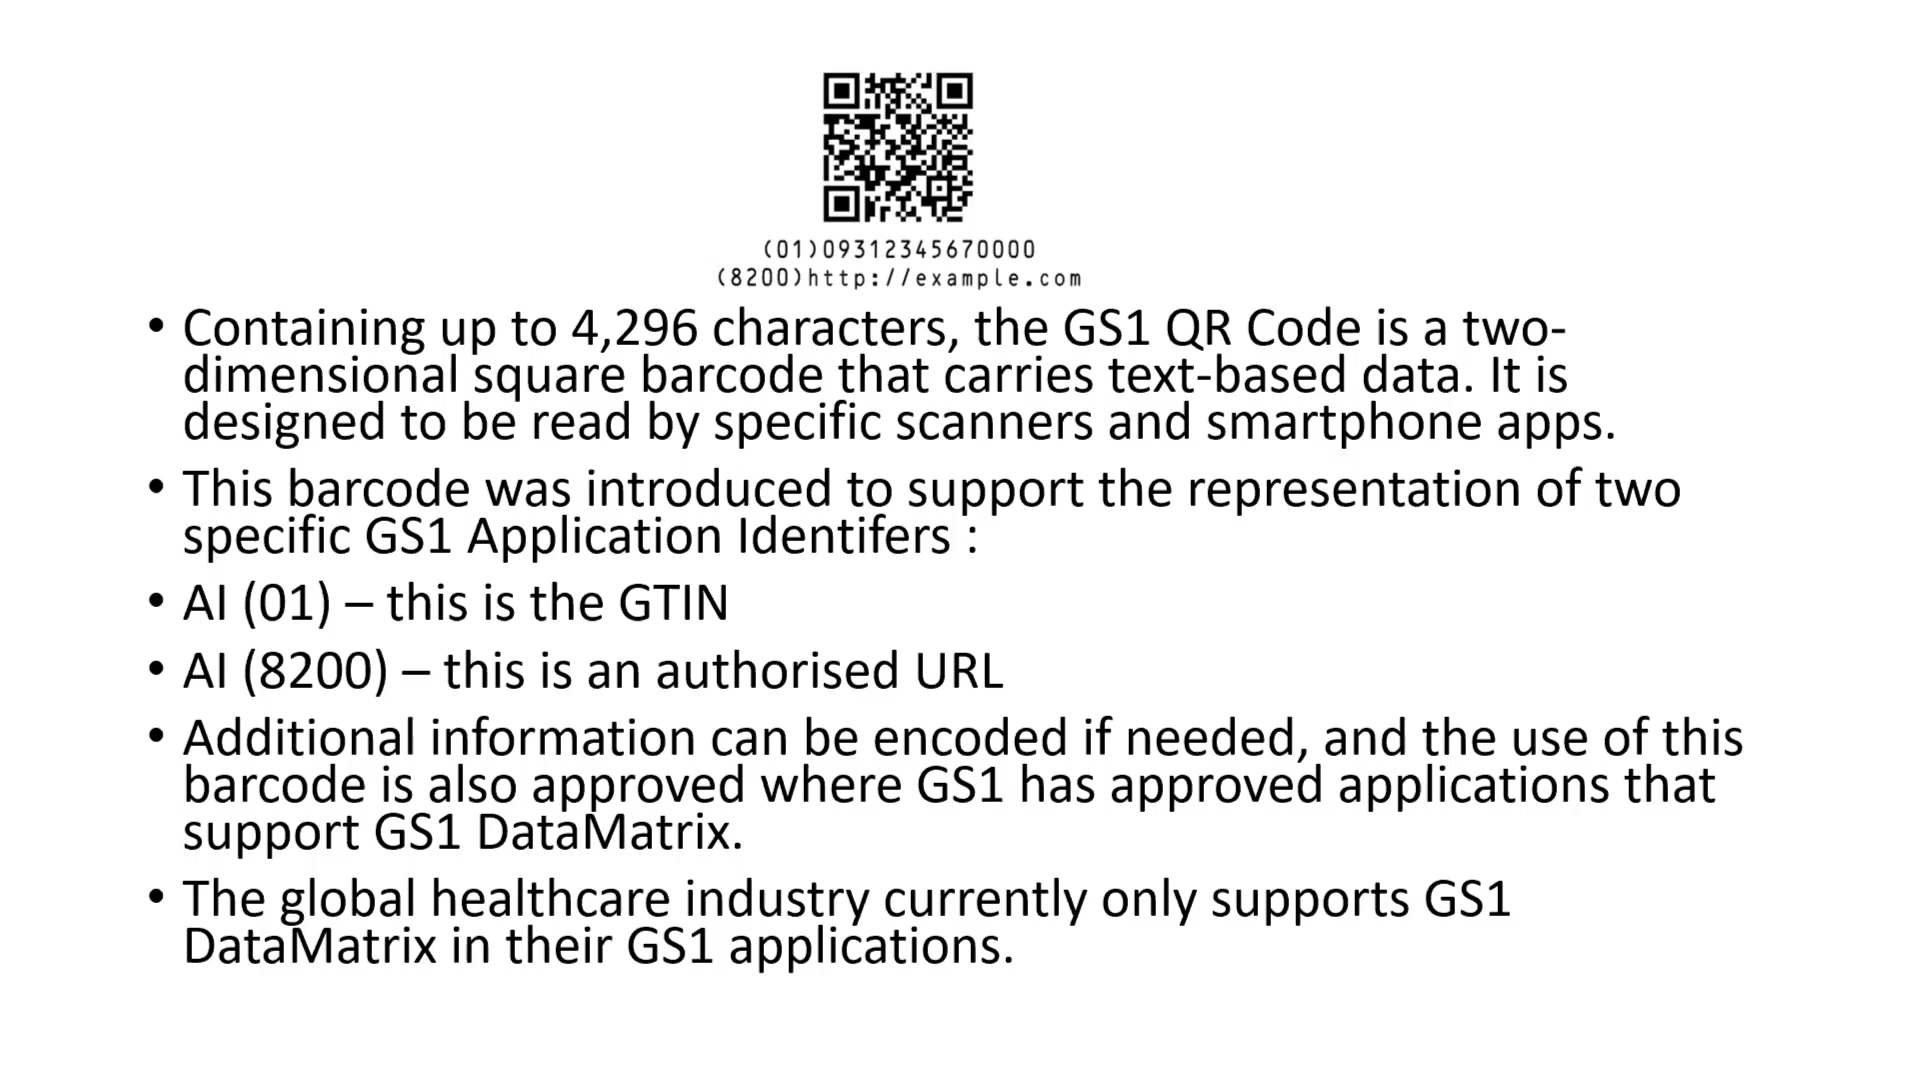 (01)09312345670000
(8200)http://example.com
• Containing up to 4,296 characters, the GS1 QR Code is a two-
dimensional square barcode that carries text-based data. It is
designed to be read by specific scanners and smartphone apps.
• This barcode was introduced to support the representation of two
specific GS1 Application Identifers :
• AI (01) – this is the GTIN
• AI (8200) – this is an authorised URL
• Additional information can be encoded if needed, and the use of this
barcode is also approved where GS1 has approved applications that
support GS1 DataMatrix.
• The global healthcare industry currently only supports GS1
DataMatrix in their GS1 applications.